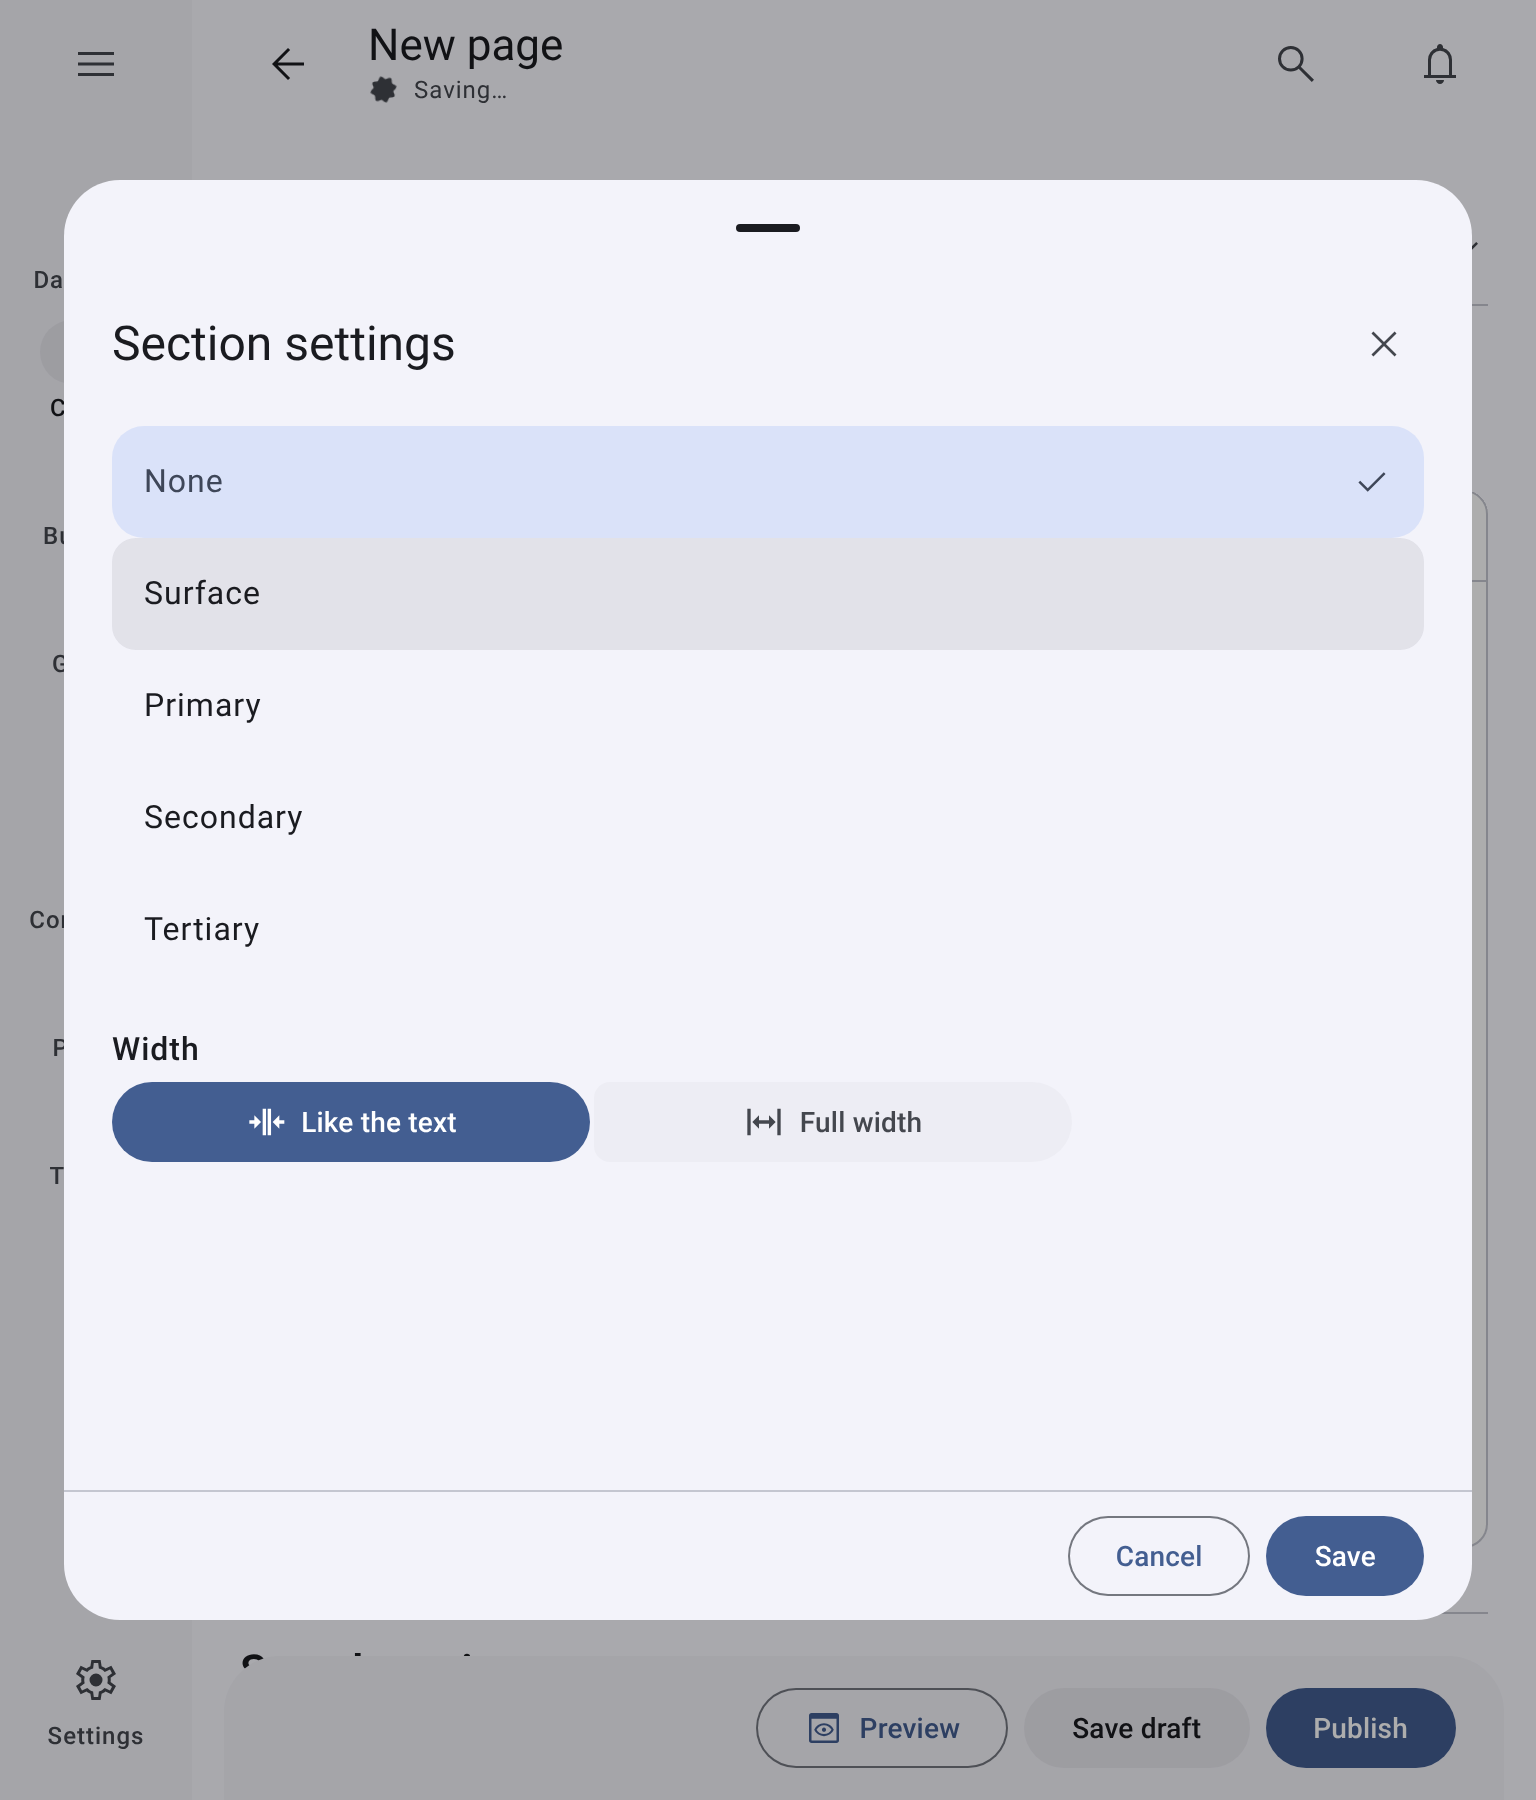 New page
Saving…
Section settings
None
Surface
Primary
Secondary
Tertiary
Width
Like the text
Full width
Cancel
Save
Settings
Preview
Save draft
Publish